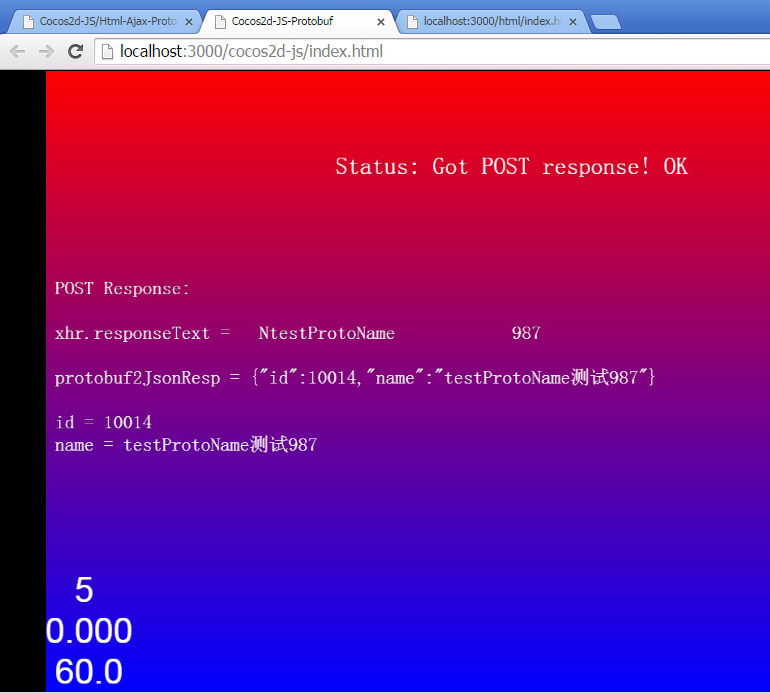 Cocos2d-JS/Html-Ajax-Proto
Cocos2d-JS-Protobuf
localhost:3000/html/index.h
localhost:3000/cocos2d-js/index.html
Status: Got POST response! OK
POST Response:
xhr.responseText = NtestProtoName 987
protobuf2JsonResp = {"id":10014,"name":"testProtoName测试987"}
id = 10014
name = testProtoName测试987
5
0.000
60.0